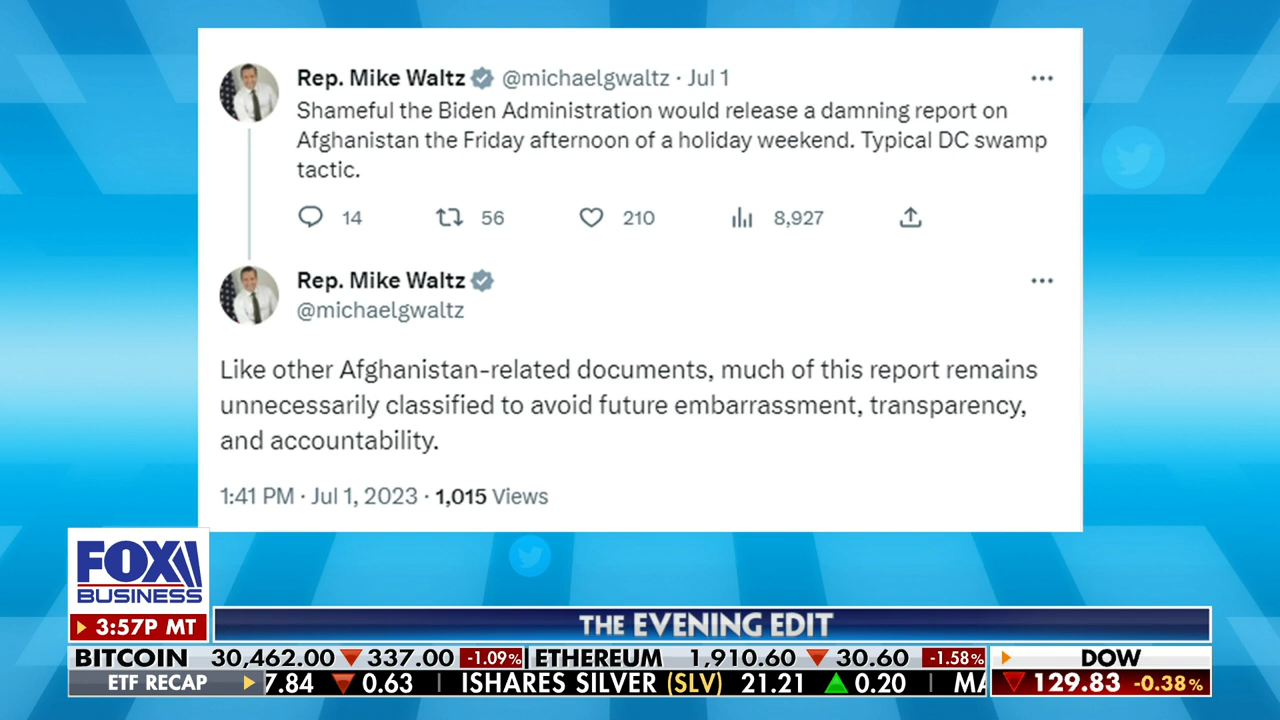 Rep. Mike Waltz @michaelgwaltz · Jul 1
Shameful the Biden Administration would release a damning report on
Afghanistan the Friday afternoon of a holiday weekend. Typical DC swamp
tactic.
14 56 210 8,927
Rep. Mike Waltz
@michaelgwaltz
Like other Afghanistan-related documents, much of this report remains
unnecessarily classified to avoid future embarrassment, transparency,
and accountability.
1:41 PM · Jul 1, 2023 · 1,015 Views
FOX
BUSINESS
3:57P MT
THE EVENING EDIT
BITCOIN 30,462.00 337.00 -1.09% ETHEREUM 1,910.60 30.60 -1.58% DOW
ETF RECAP 7.84 0.63 | ISHARES SILVER (SLV) 21.21 0.20 | 129.83 -0.38%